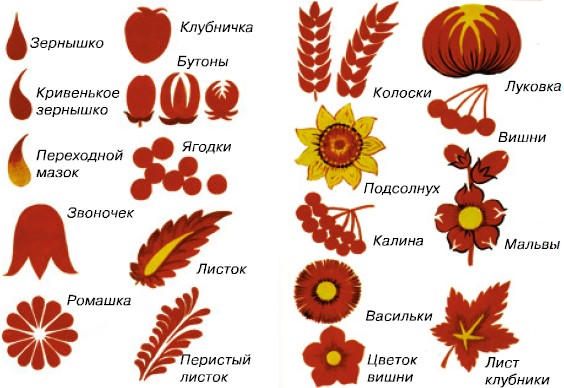 Зернышко
Клубничка
Бутоны
Кривенькое
зернышко
Переходной
мазок
Ягодки
Звоночек
Листок
Ромашка
Перистый
листок
Колоски
Луковка
Вишни
Подсолнух
Калина
Мальвы
Васильки
Цветок
вишни
Лист
клубники